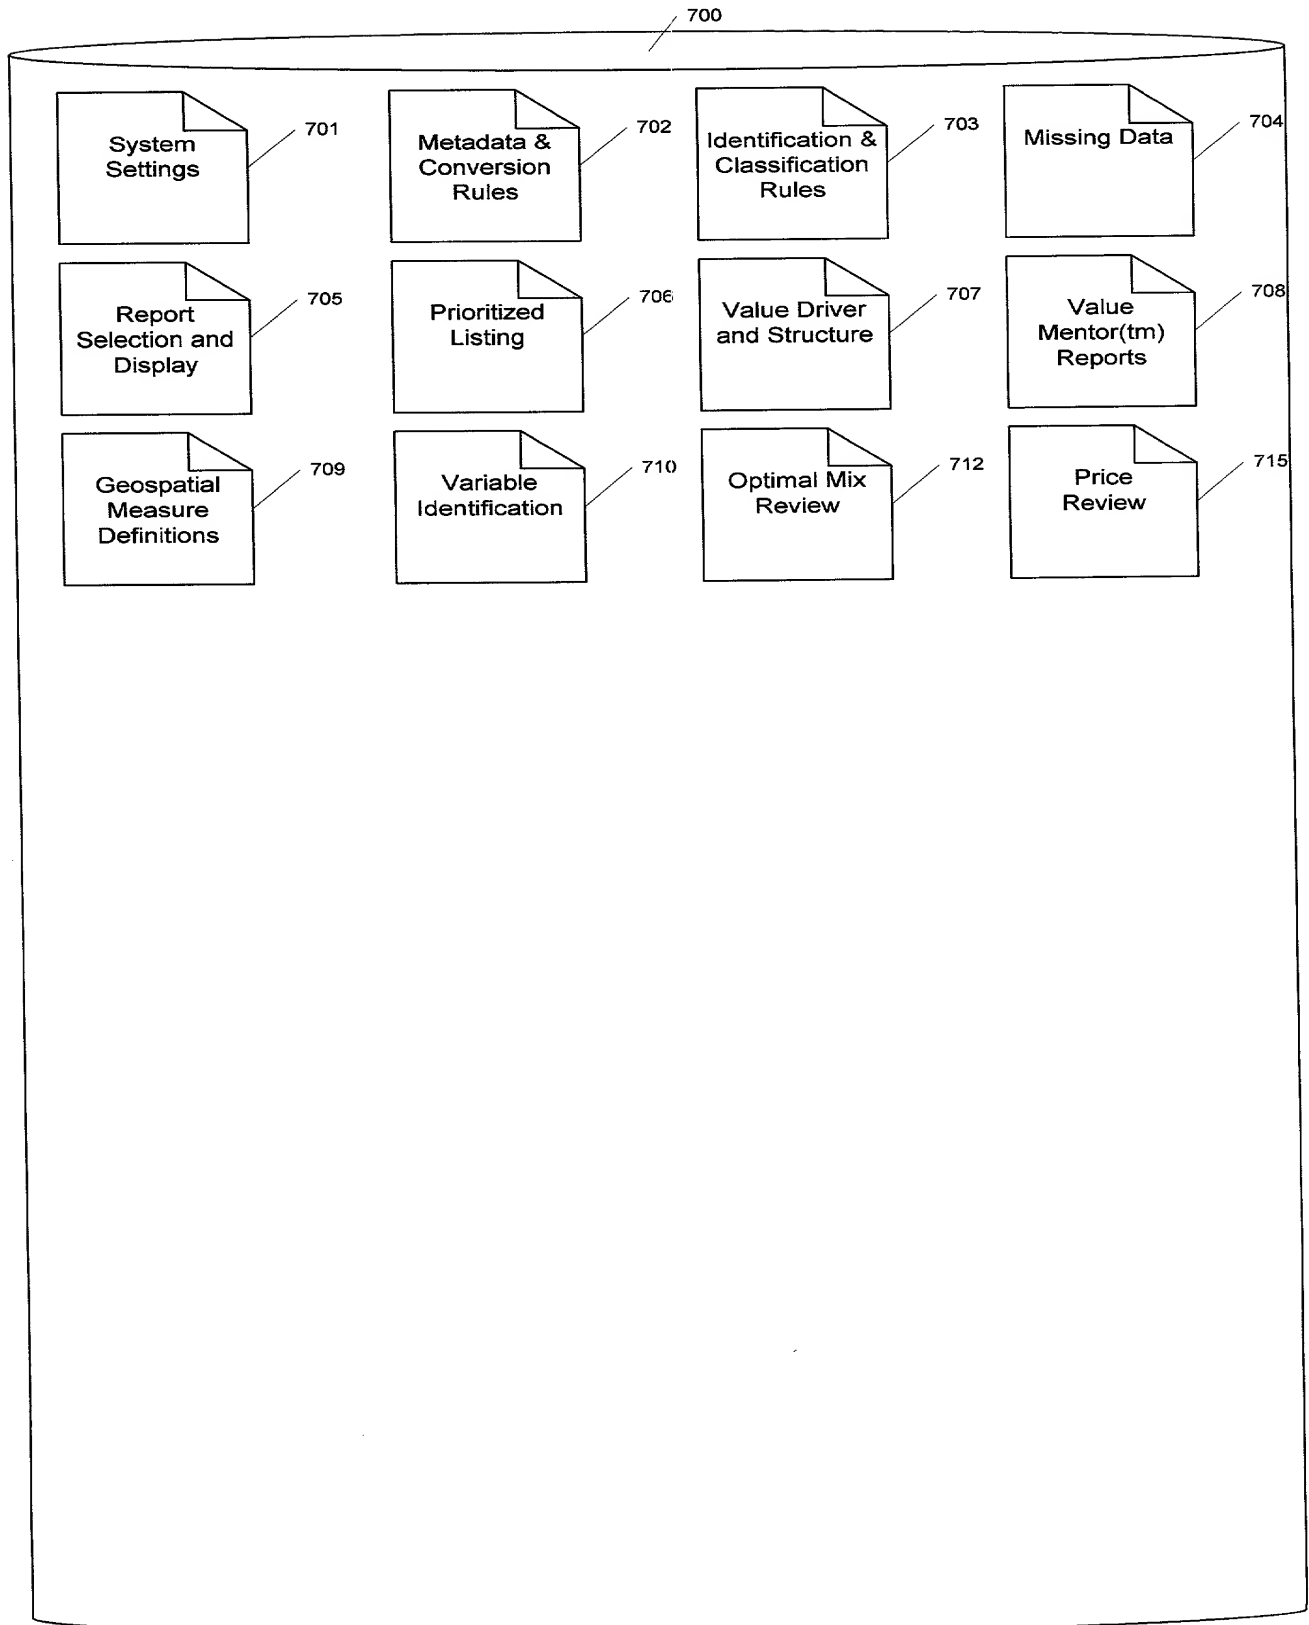 700
System
Settings
701
Metadata &
Conversion
Rules
702
Identification &
Classification
Rules
703
Missing Data
704
Report
Selection and
Display
705
Prioritized
Listing
706
Value Driver
and Structure
707
Value
Mentor(tm)
Reports
708
Geospatial
Measure
Definitions
709
Variable
Identification
710
Optimal Mix
Review
712
Price
Review
715